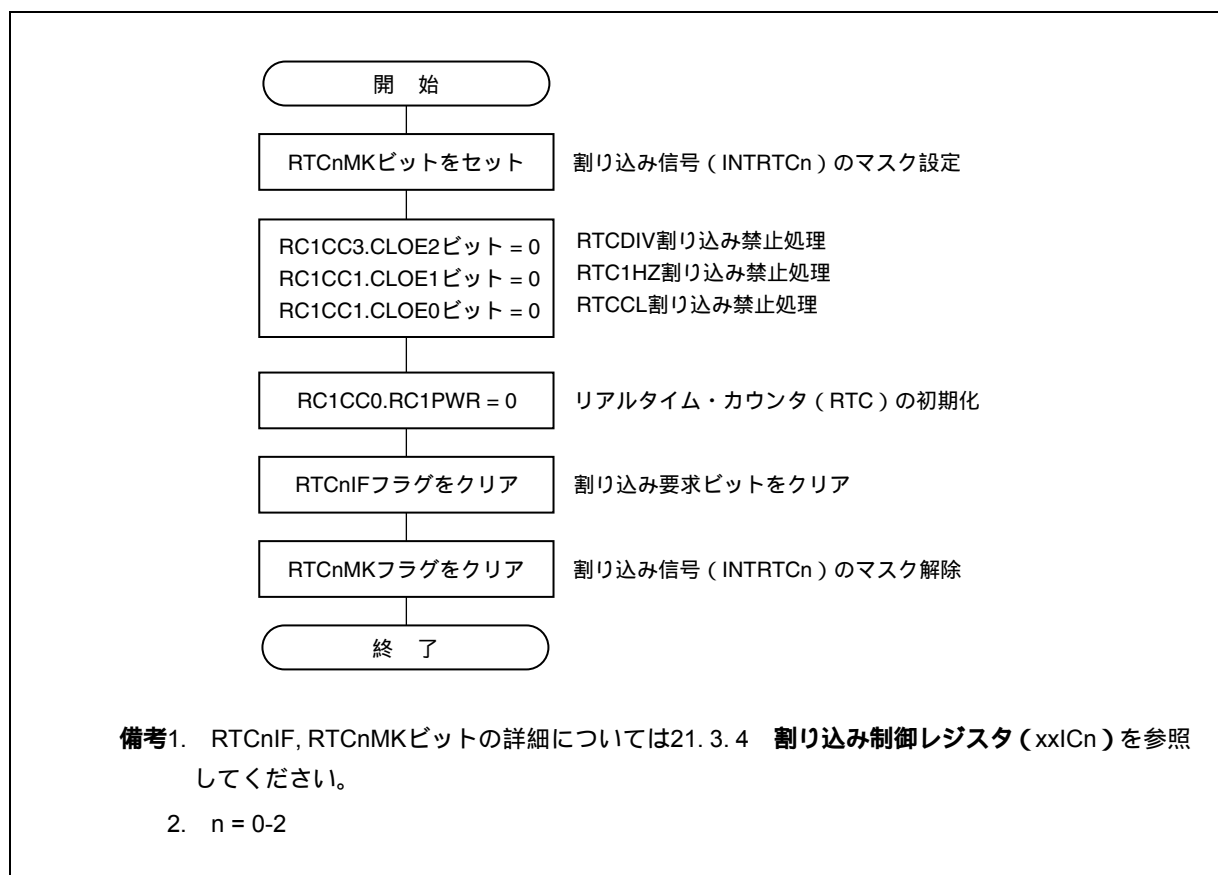 開　始
RTCnMKビットをセット　割り込み信号（INTRTCn）のマスク設定
RC1CC3.CLOE2ビット = 0　RTCDIV割り込み禁止処理
RC1CC1.CLOE1ビット = 0　RTC1HZ割り込み禁止処理
RC1CC1.CLOE0ビット = 0　RTCCL割り込み禁止処理
RC1CC0.RC1PWR = 0　リアルタイム・カウンタ（RTC）の初期化
RTCnIFフラグをクリア　割り込み要求ビットをクリア
RTCnMKフラグをクリア　割り込み信号（INTRTCn）のマスク解除
終　了
備考1.　RTCnIF, RTCnMKビットの詳細については21. 3. 4　割り込み制御レジスタ（xxICn）を参照
してください。
2.　n = 0-2